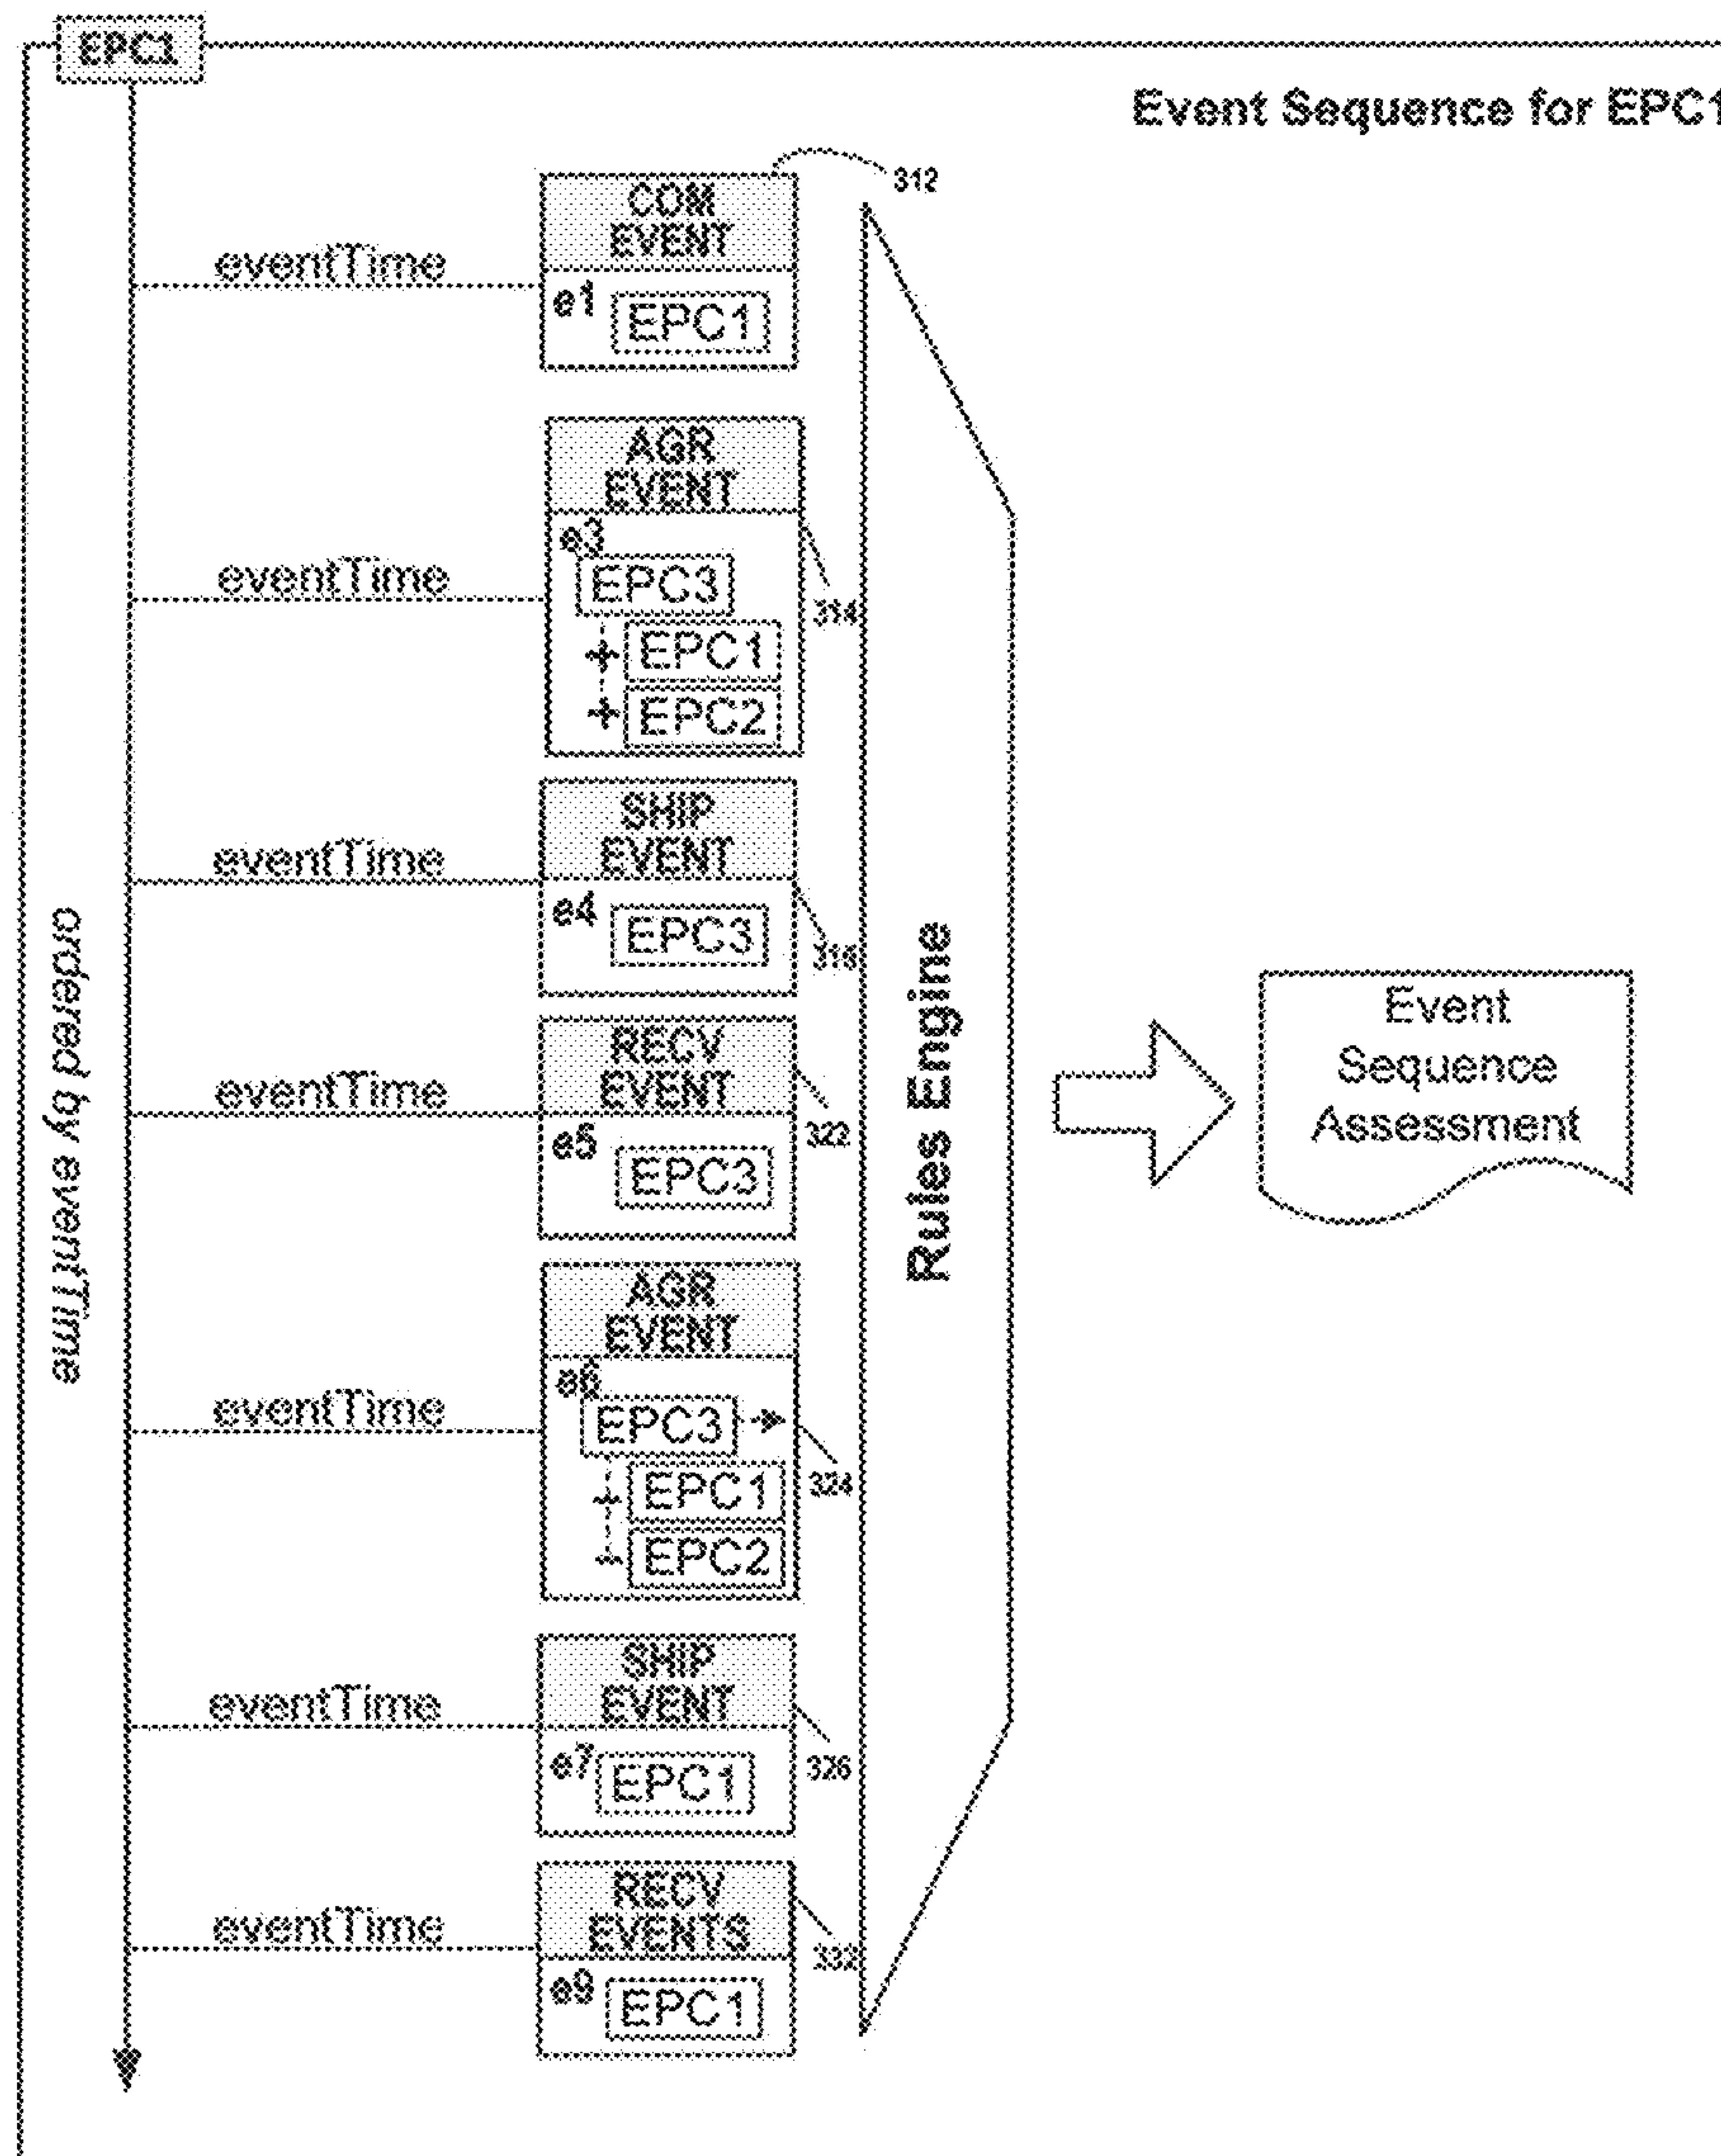 EPC1
Event Sequence for EPC1
312
COM
EVENT
eventTime
e1
EPC1
AGR
EVENT
e3
eventTime
EPC3
314
+ EPC1
+ EPC2
SHIP
EVENT
eventTime
e4
EPC3
316
ordered by eventTime
Rules Engine
Event
Sequence
Assessment
RECV
EVENT
eventTime
322
e5
EPC3
AGR
EVENT
e6
eventTime
EPC3
324
EPC1
EPC2
SHIP
EVENT
eventTime
326
e7
EPC1
RECV
EVENTS
eventTime
332
e9
EPC1